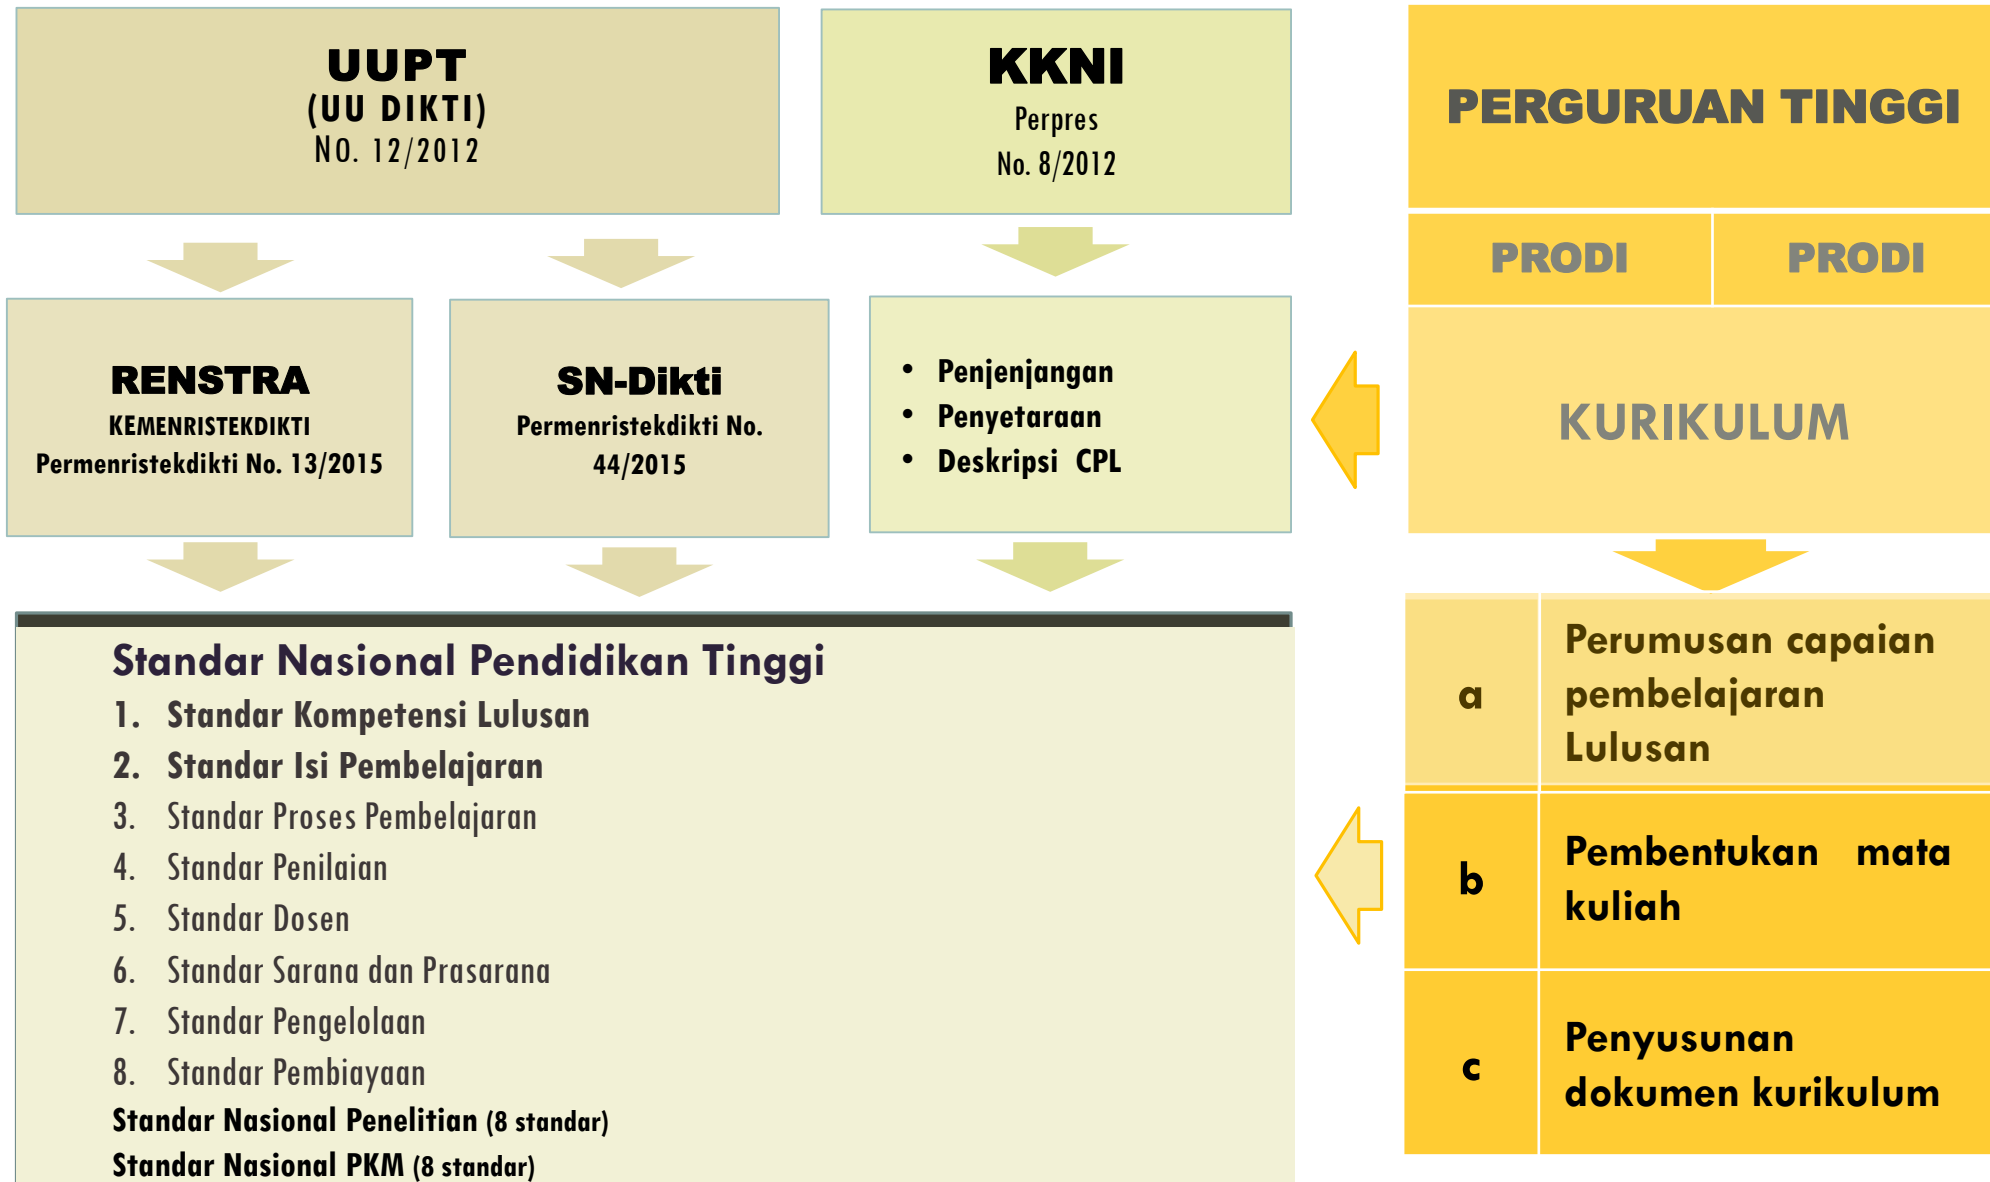 UUPT
(UU DIKTI)
NO. 12/2012
KKNI
Perpres
No. 8/2012
PERGURUAN TINGGI
PRODI
PRODI
RENSTRA
KEMENRISTEKDIKTI
Permenristekdikti No. 13/2015
SN-Dikti
Permenristekdikti No.
44/2015
• Penjenjangan
• Penyetaraan
• Deskripsi CPL
KURIKULUM
Standar Nasional Pendidikan Tinggi
1. Standar Kompetensi Lulusan
2. Standar Isi Pembelajaran
3. Standar Proses Pembelajaran
4. Standar Penilaian
5. Standar Dosen
6. Standar Sarana dan Prasarana
7. Standar Pengelolaan
8. Standar Pembiayaan
Standar Nasional Penelitian (8 standar)
Standar Nasional PKM (8 standar)
a
Perumusan capaian
pembelajaran
Lulusan
b
Pembentukan mata
kuliah
c
Penyusunan
dokumen kurikulum